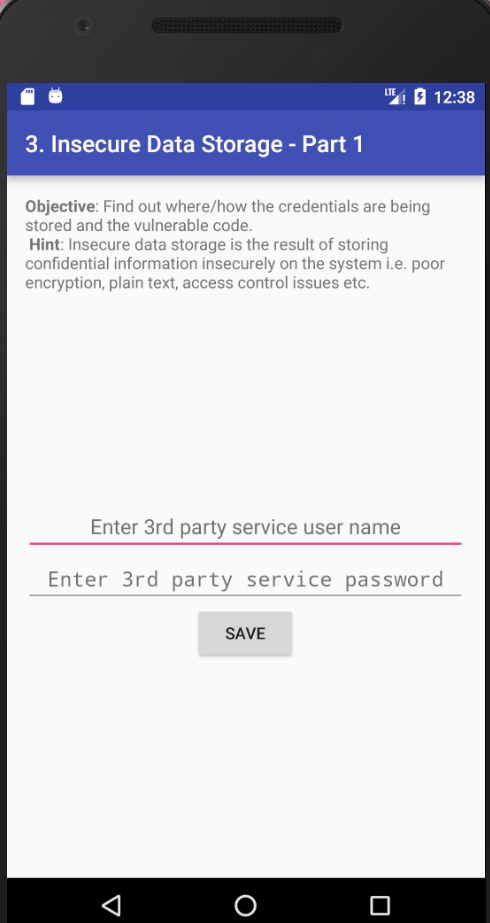 LTE 12:38
3. Insecure Data Storage - Part 1
Objective: Find out where/how the credentials are being
stored and the vulnerable code.
Hint: Insecure data storage is the result of storing
confidential information insecurely on the system i.e. poor
encryption, plain text, access control issues etc.
Enter 3rd party service user name
Enter 3rd party service password
SAVE